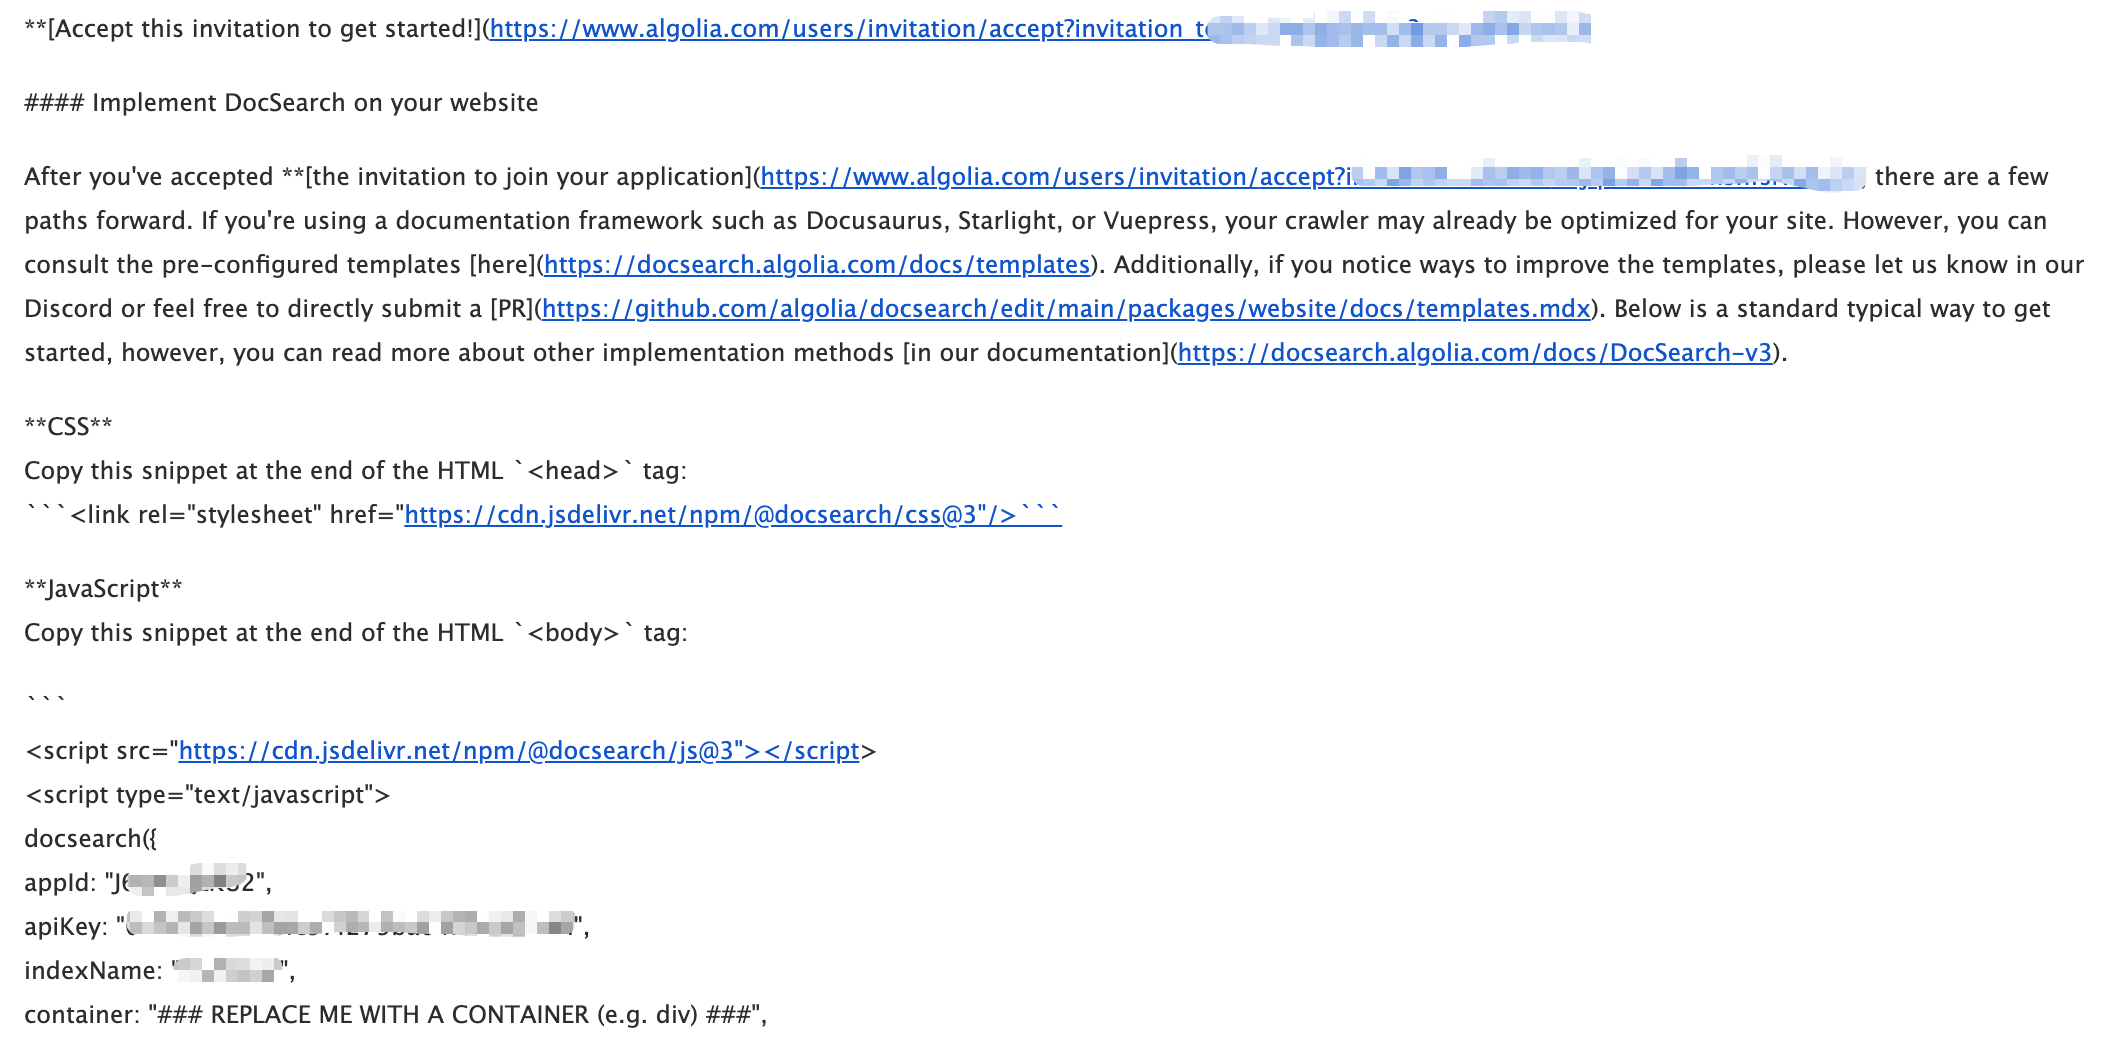 **[Accept this invitation to get started!](https://www.algolia.com/users/invitation/accept?invitation_t
#### Implement DocSearch on your website
After you've accepted **[the invitation to join your application](https://www.algolia.com/users/invitation/accept?i there are a few
paths forward. If you're using a documentation framework such as Docusaurus, Starlight, or Vuepress, your crawler may already be optimized for your site. However, you can
consult the pre-configured templates [here](https://docsearch.algolia.com/docs/templates). Additionally, if you notice ways to improve the templates, please let us know in our
Discord or feel free to directly submit a [PR](https://github.com/algolia/docsearch/edit/main/packages/website/docs/templates.mdx). Below is a standard typical way to get
started, however, you can read more about other implementation methods [in our documentation](https://docsearch.algolia.com/docs/DocSearch-v3).
**CSS**
Copy this snippet at the end of the HTML `<head>` tag:
```<link rel="stylesheet" href="https://cdn.jsdelivr.net/npm/@docsearch/css@3"/>```
**JavaScript**
Copy this snippet at the end of the HTML `<body>` tag:
```
<script src="https://cdn.jsdelivr.net/npm/@docsearch/js@3"></script>
<script type="text/javascript">
docsearch({
appId: "
apiKey: "
indexName: "
container: "### REPLACE ME WITH A CONTAINER (e.g. div) ###",